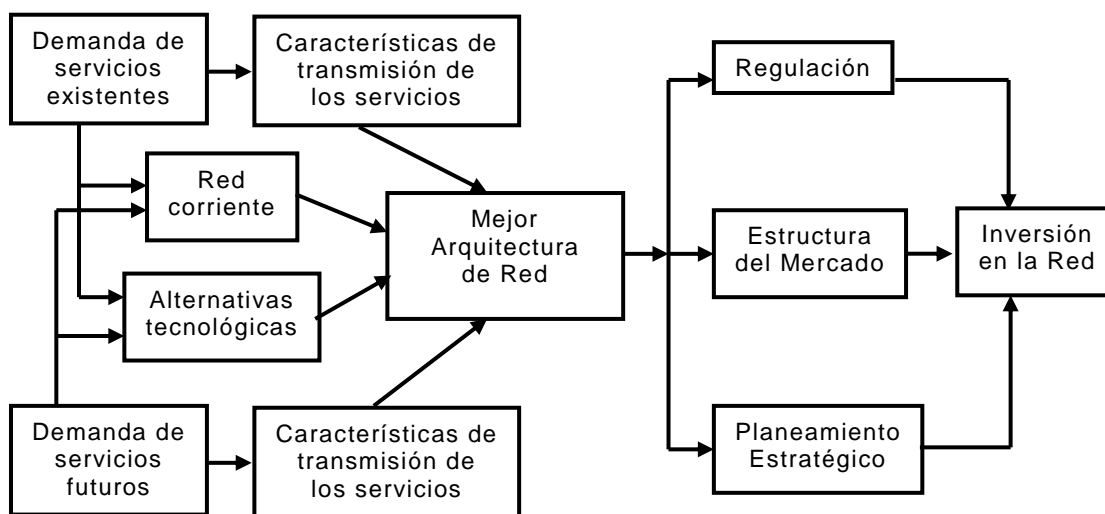 Demanda de
servicios
existentes
Características de
transmisión de
los servicios
Regulación
Red
corriente
Mejor
Arquitectura
de Red
Estructura
del Mercado
Inversión
en la Red
Alternativas
tecnológicas
Demanda de
servicios
futuros
Características de
transmisión de
los servicios
Planeamiento
Estratégico